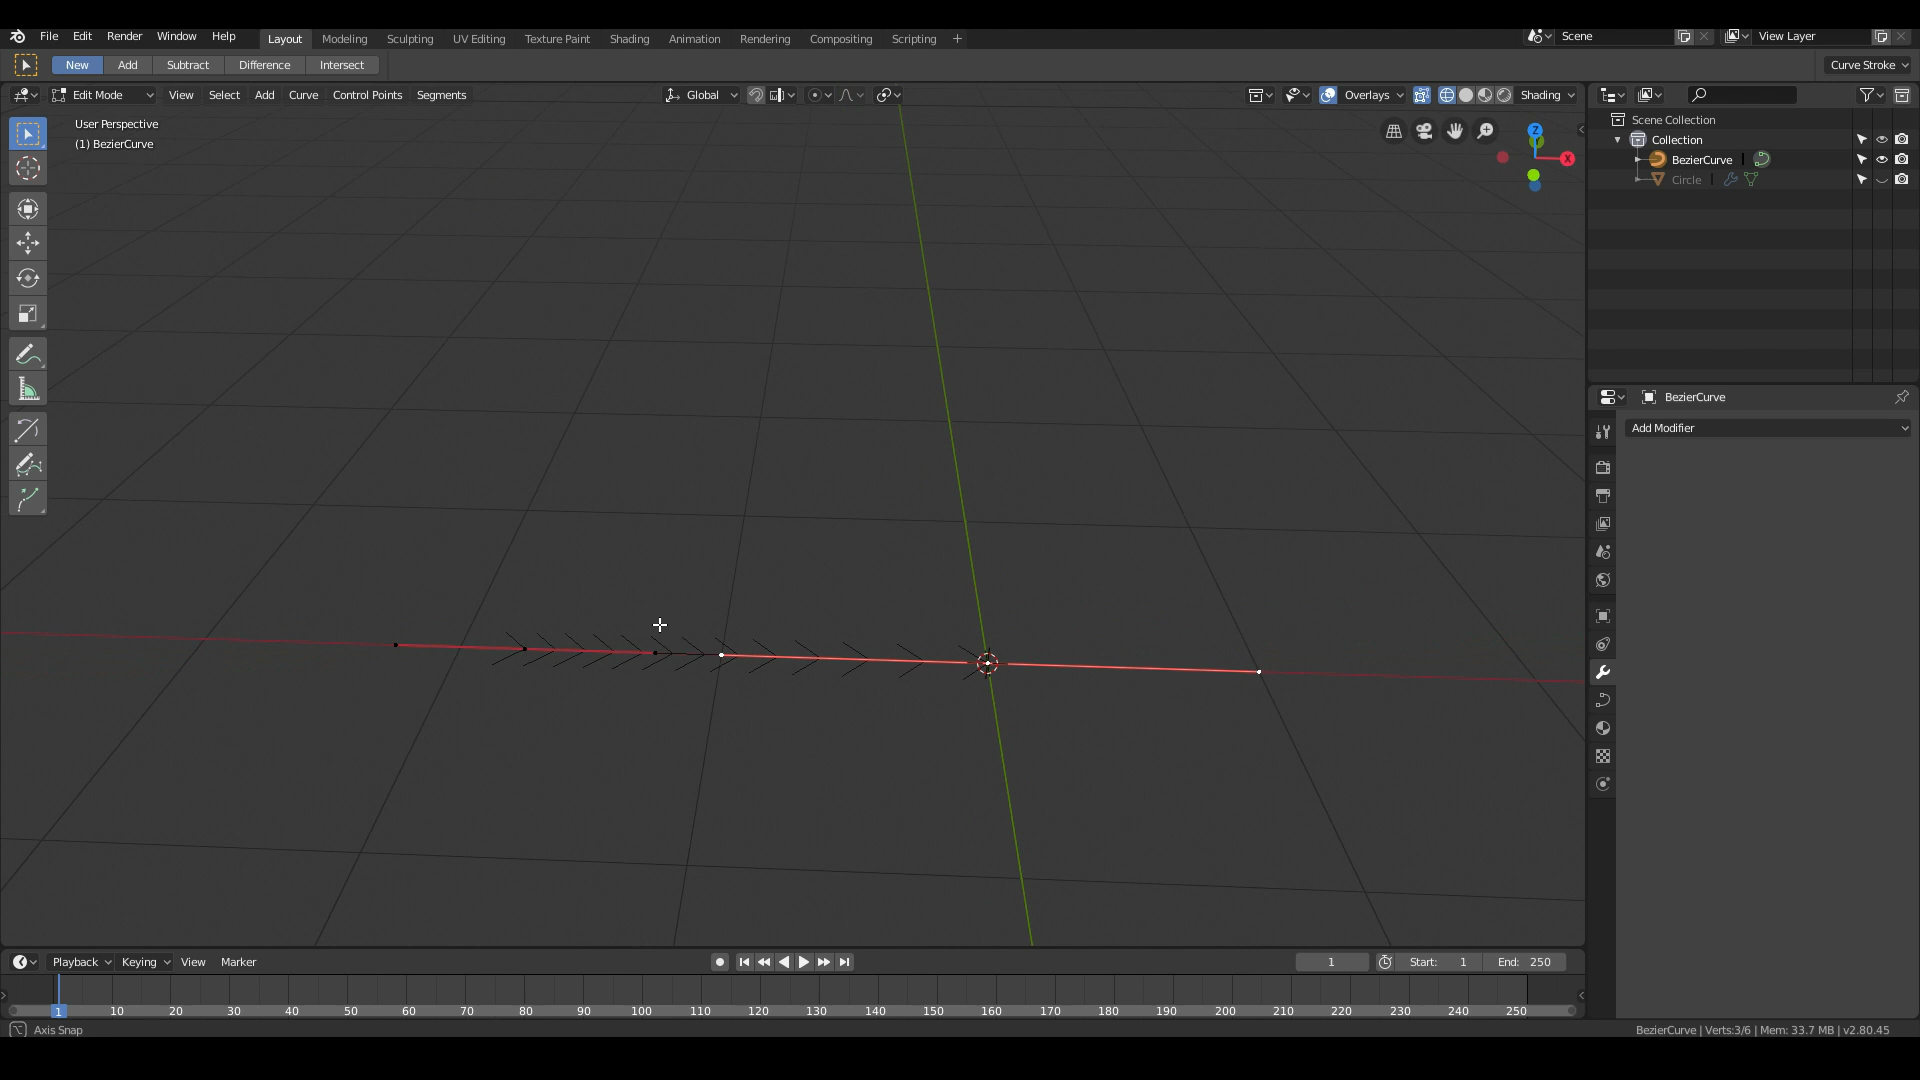 File Edit Render Window Help Layout Modeling Sculpting UV Editing Texture Paint Shading Animation Rendering Compositing Scripting + Scene View Layer
New Add Subtract Difference Intersect Curve Stroke
Edit Mode View Select Add Curve Control Points Segments Global Overlays Shading
User Perspective
(1) BezierCurve
Z
X
Scene Collection
Collection
BezierCurve
Circle
BezierCurve
Add Modifier
Playback Keying View Marker 1 Start: 1 End: 250
1 10 20 30 40 50 60 70 80 90 100 110 120 130 140 150 160 170 180 190 200 210 220 230 240 250
Axis Snap BezierCurve | Verts:3/6 | Mem: 33.7 MB | v2.80.45